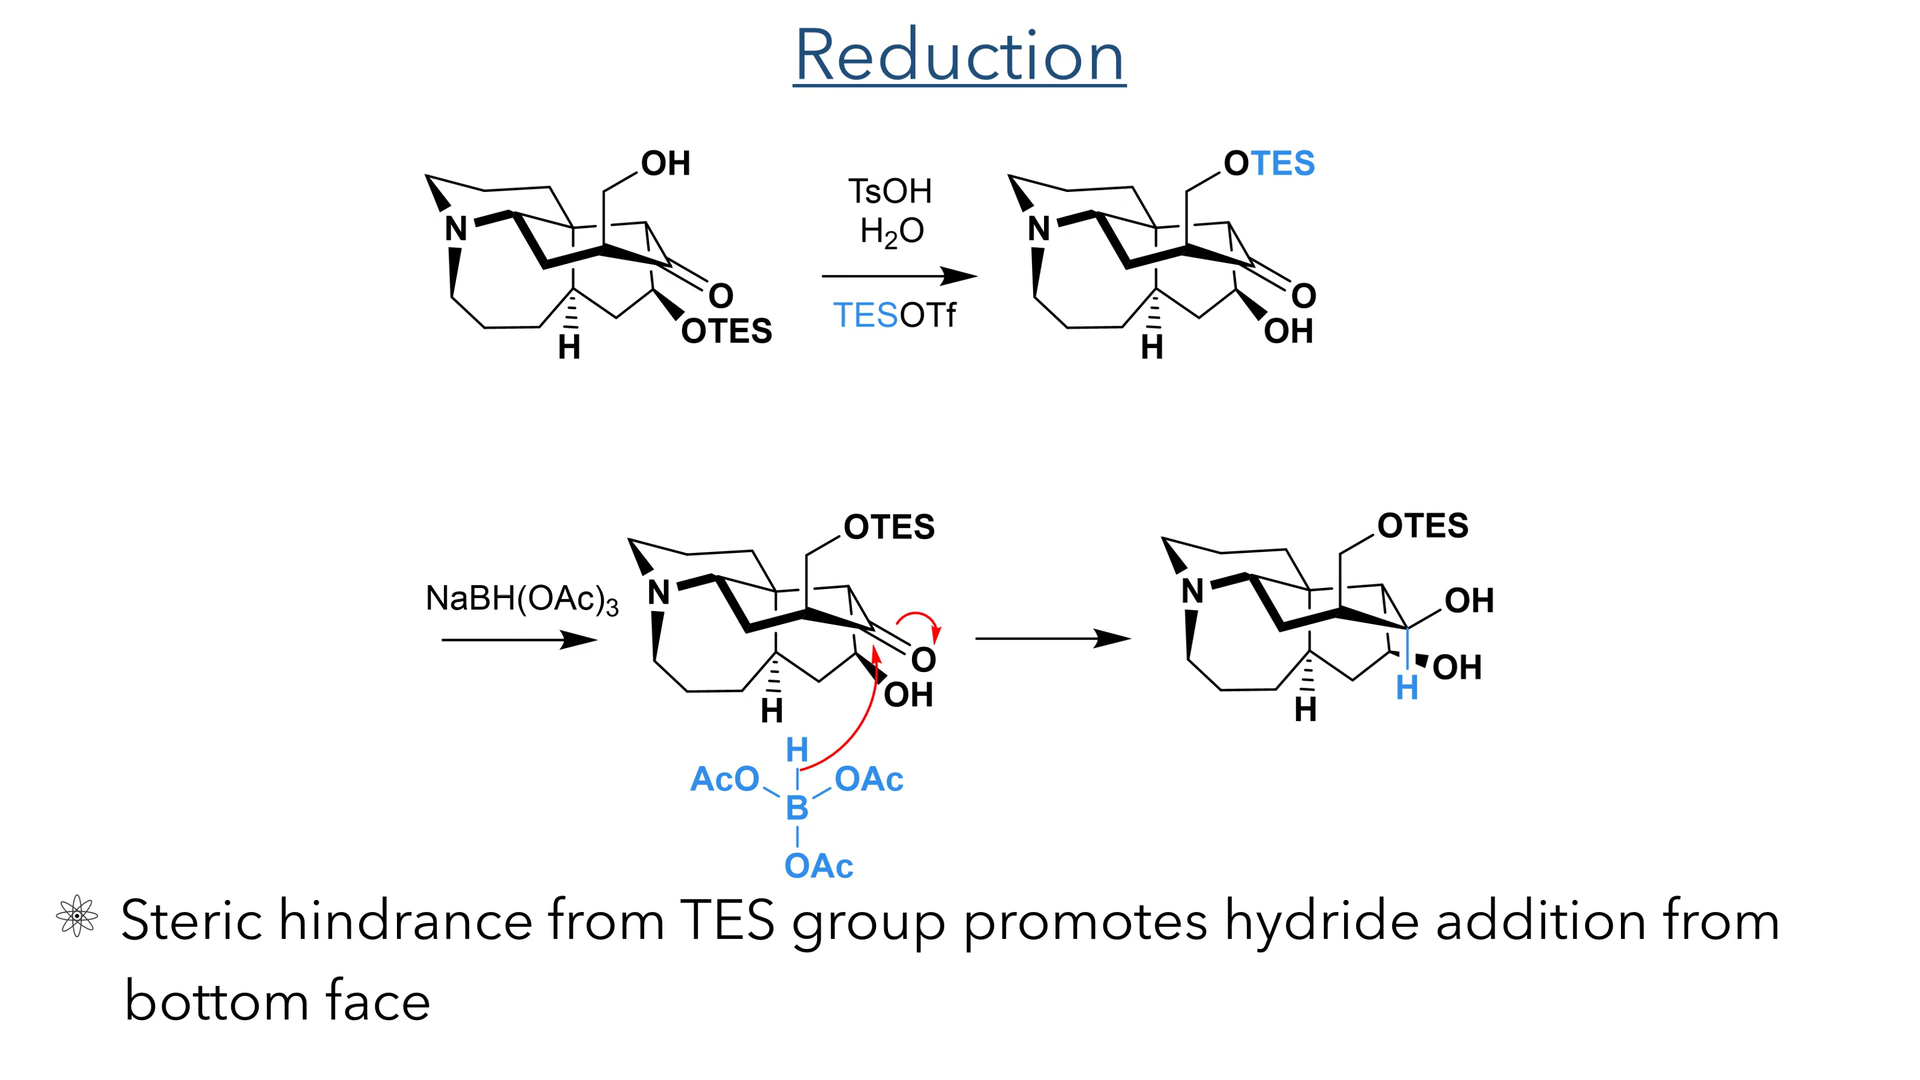 Reduction
OH
N
O
OTES
H
TsOH
H₂O
TESOTf
OTES
N
O
OH
H
NaBH(OAc)₃
OTES
N
O
OH
H
H
AcO
OAc
B
OAc
OTES
N
OH
OH
H
H
Steric hindrance from TES group promotes hydride addition from
bottom face